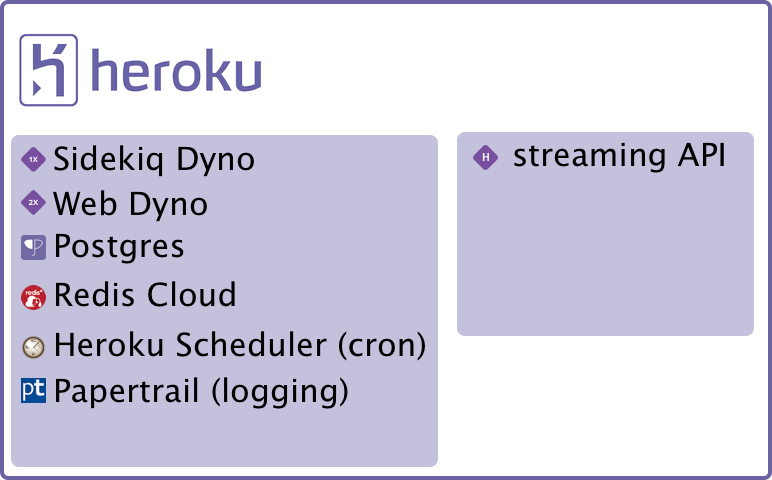 heroku
1X Sidekiq Dyno
2X Web Dyno
Postgres
redis Redis Cloud
Heroku Scheduler (cron)
pt Papertrail (logging)
H streaming API